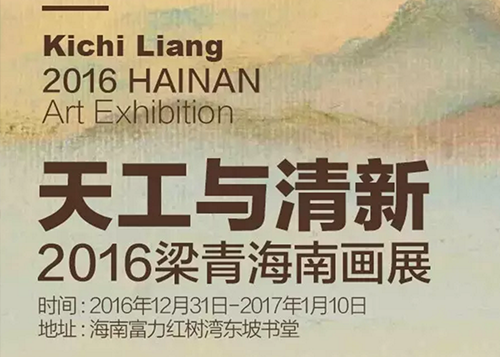 Kichi Liang
2016 HAINAN
Art Exhibition
天工与清新
2016梁青海南画展
时间：2016年12月31日-2017年1月10日
地址：海南富力红树湾东坡书堂